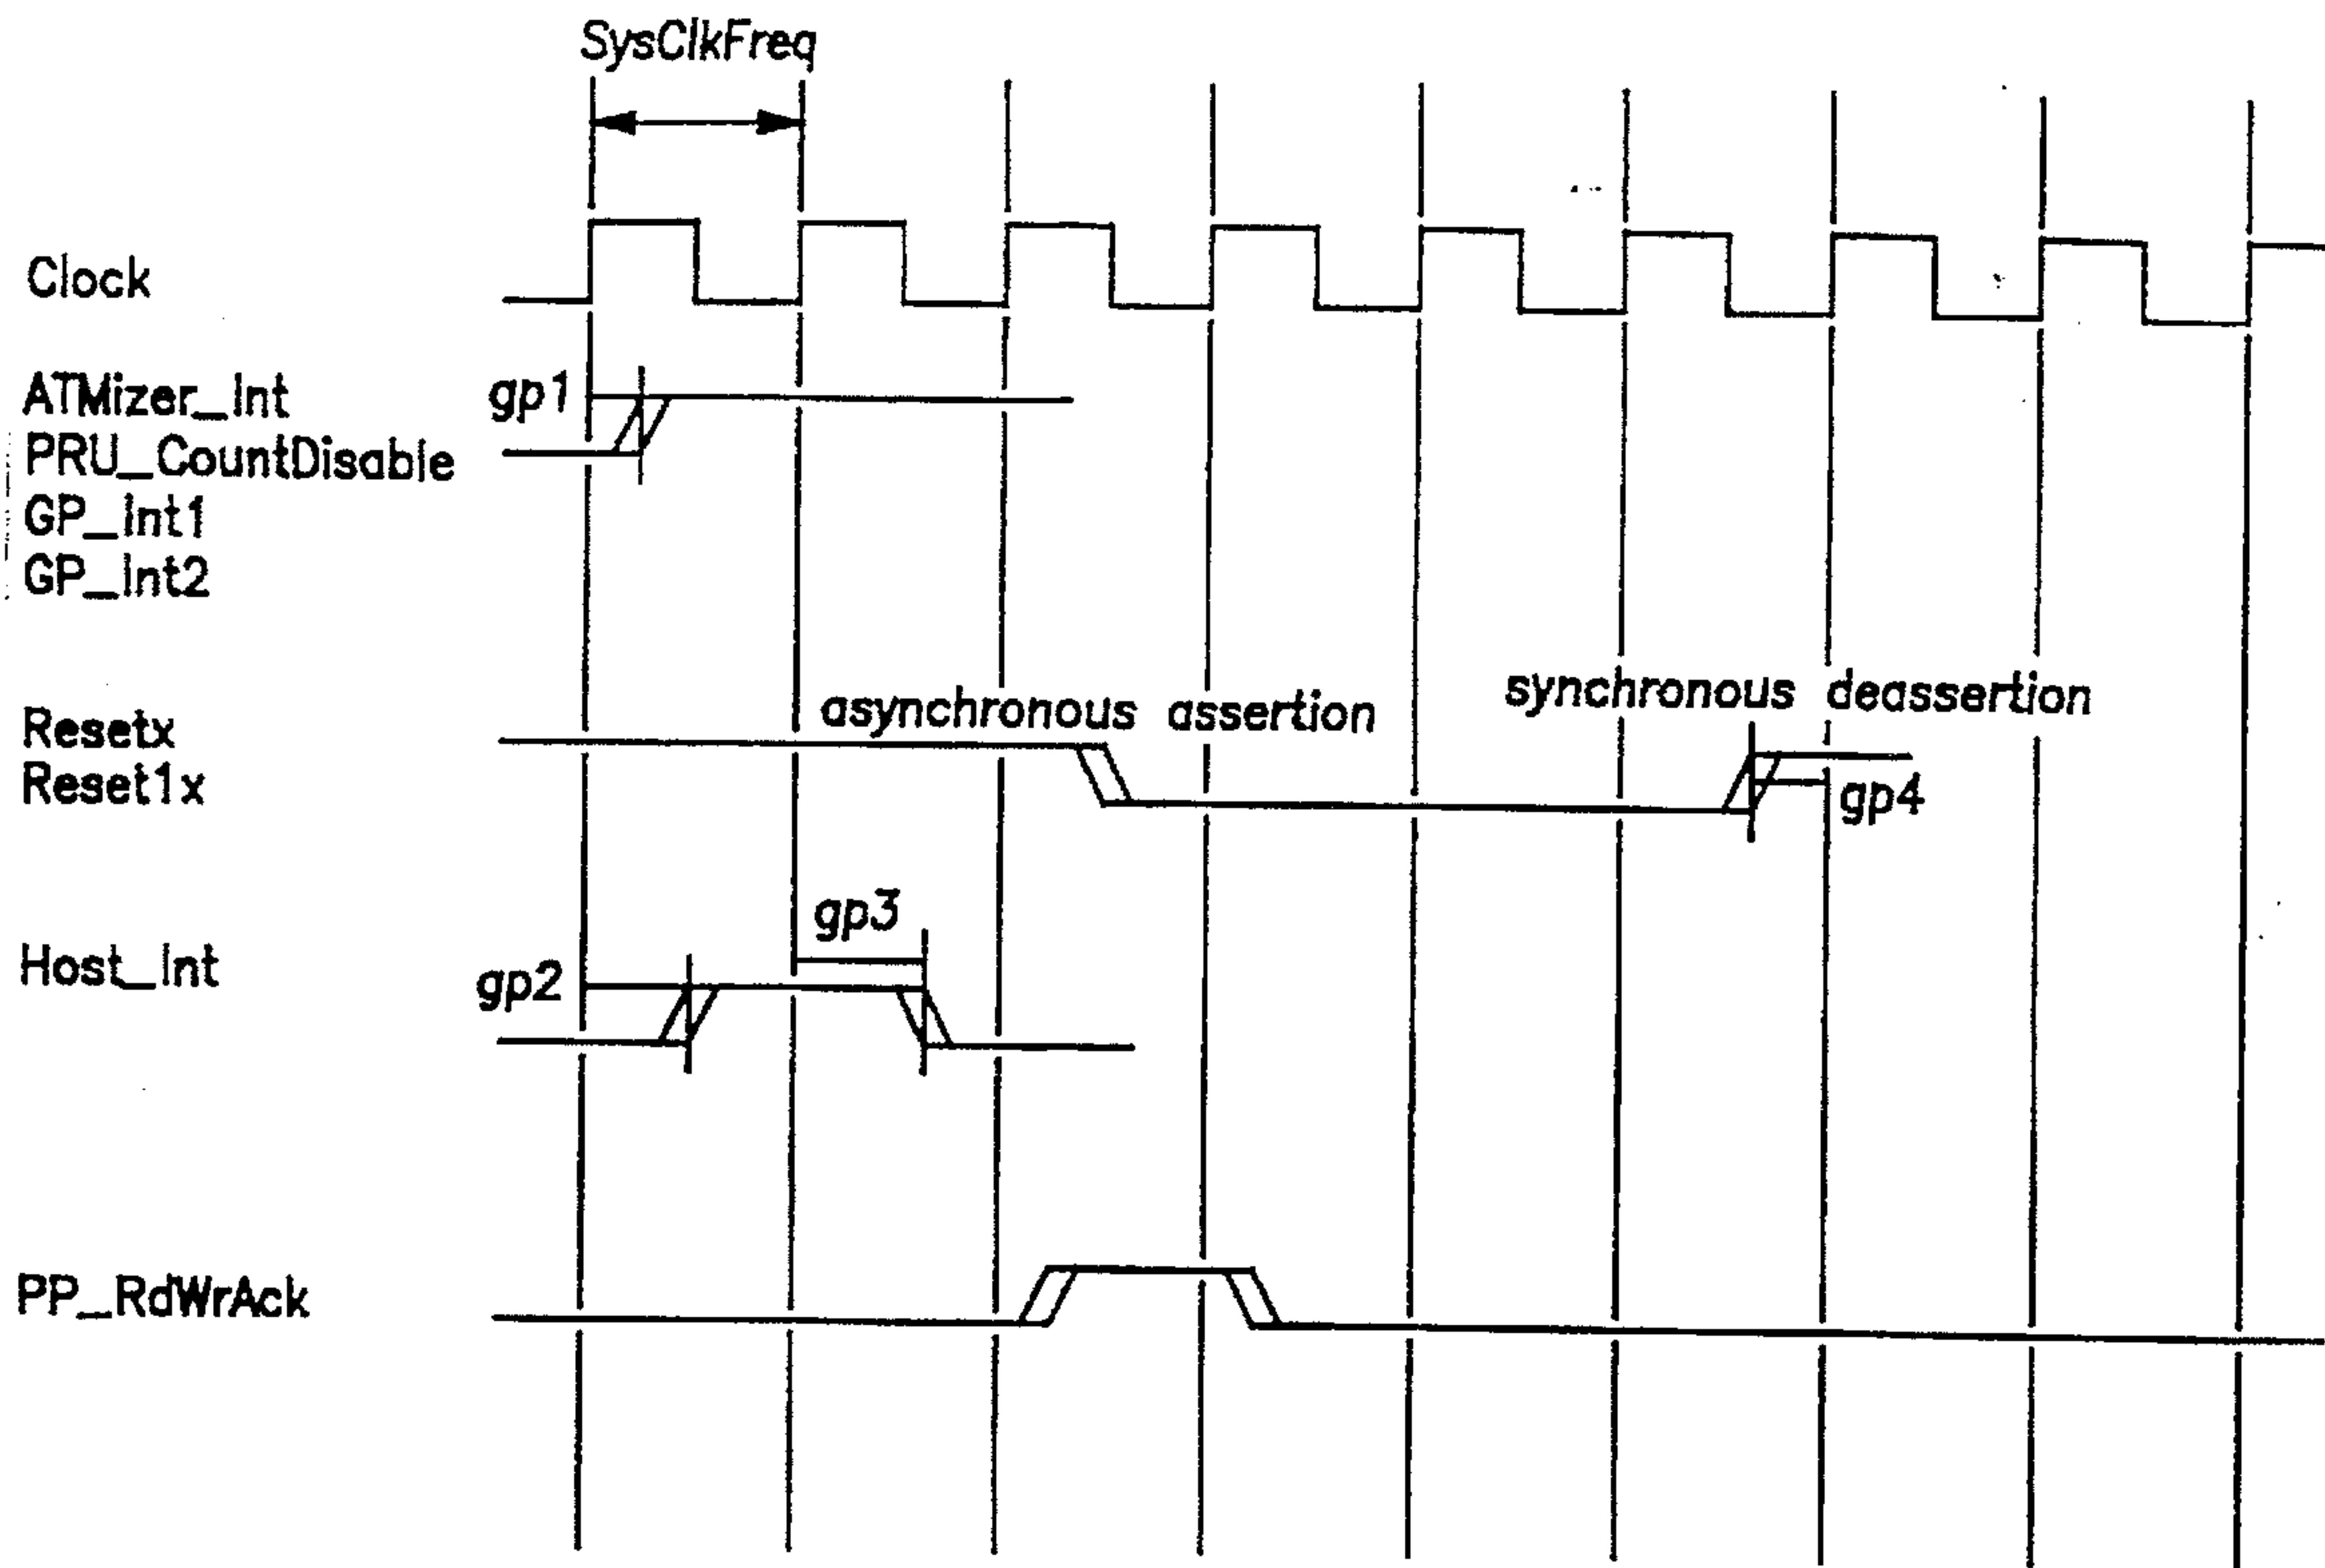 SysClkFreq
Clock
ATMizer_Int
gp1
PRU_CountDisable
GP_Int1
GP_Int2
asynchronous assertion
synchronous deassertion
Resetx
Reset1x
gp4
gp3
Host_Int
gp2
PP_RdWrAck